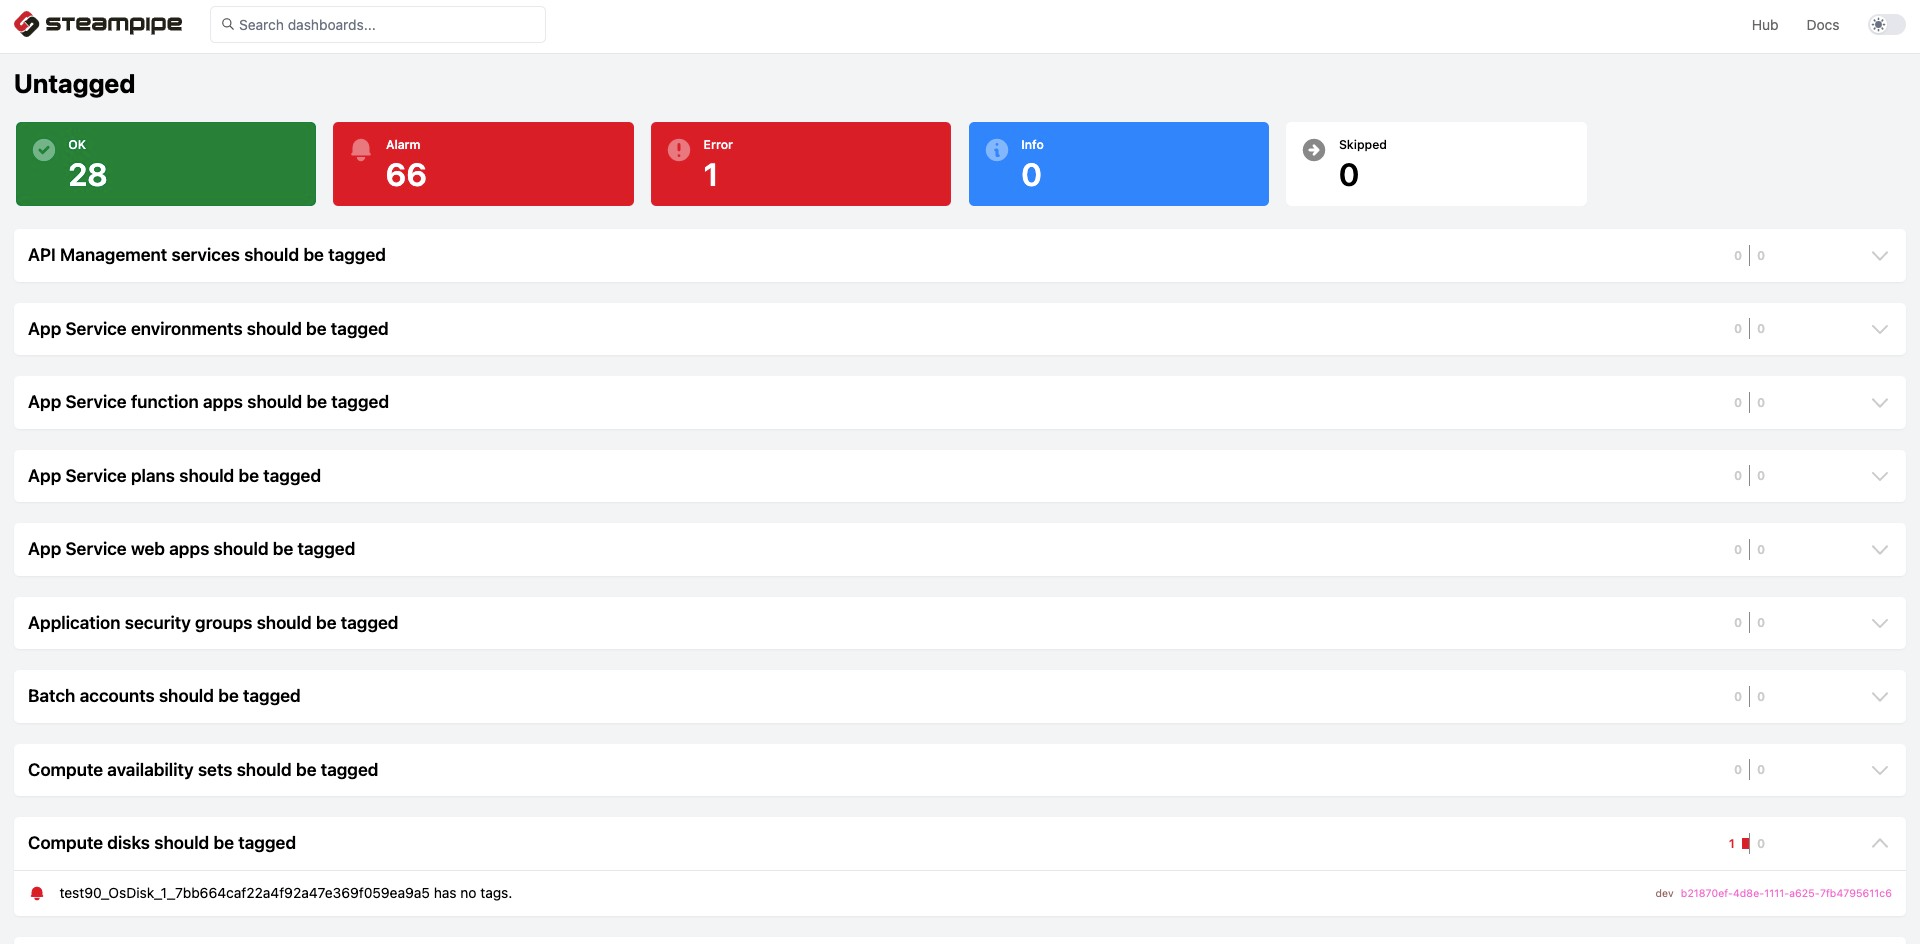 steampipe
Search dashboards...
Hub
Docs
Untagged
OK
28
Alarm
66
Error
1
Info
0
Skipped
0
API Management services should be tagged
0 0
App Service environments should be tagged
0 0
App Service function apps should be tagged
0 0
App Service plans should be tagged
0 0
App Service web apps should be tagged
0 0
Application security groups should be tagged
0 0
Batch accounts should be tagged
0 0
Compute availability sets should be tagged
0 0
Compute disks should be tagged
1 0
test90_OsDisk_1_7bb664caf22a4f92a47e369f059ea9a5 has no tags.
dev b21870ef-4d8e-1111-a625-7fb4795611c6